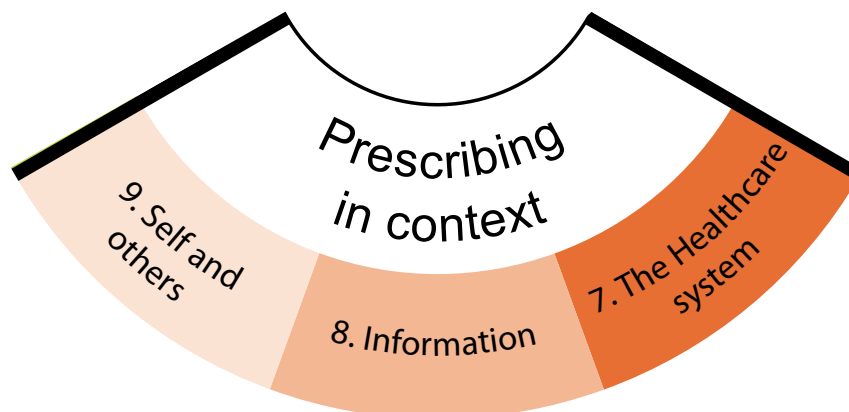 Prescribing
in context
9. Self and
others
8. Information
7. The Healthcare
system